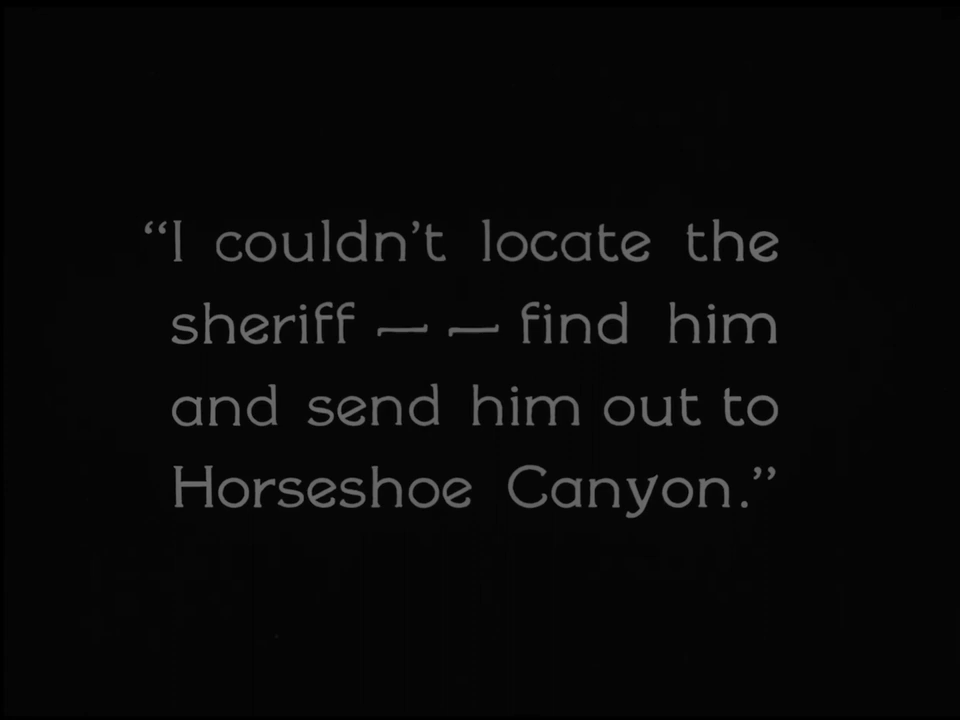 “I couldn’t locate the
sheriff — — find him
and send him out to
Horseshoe Canyon.”